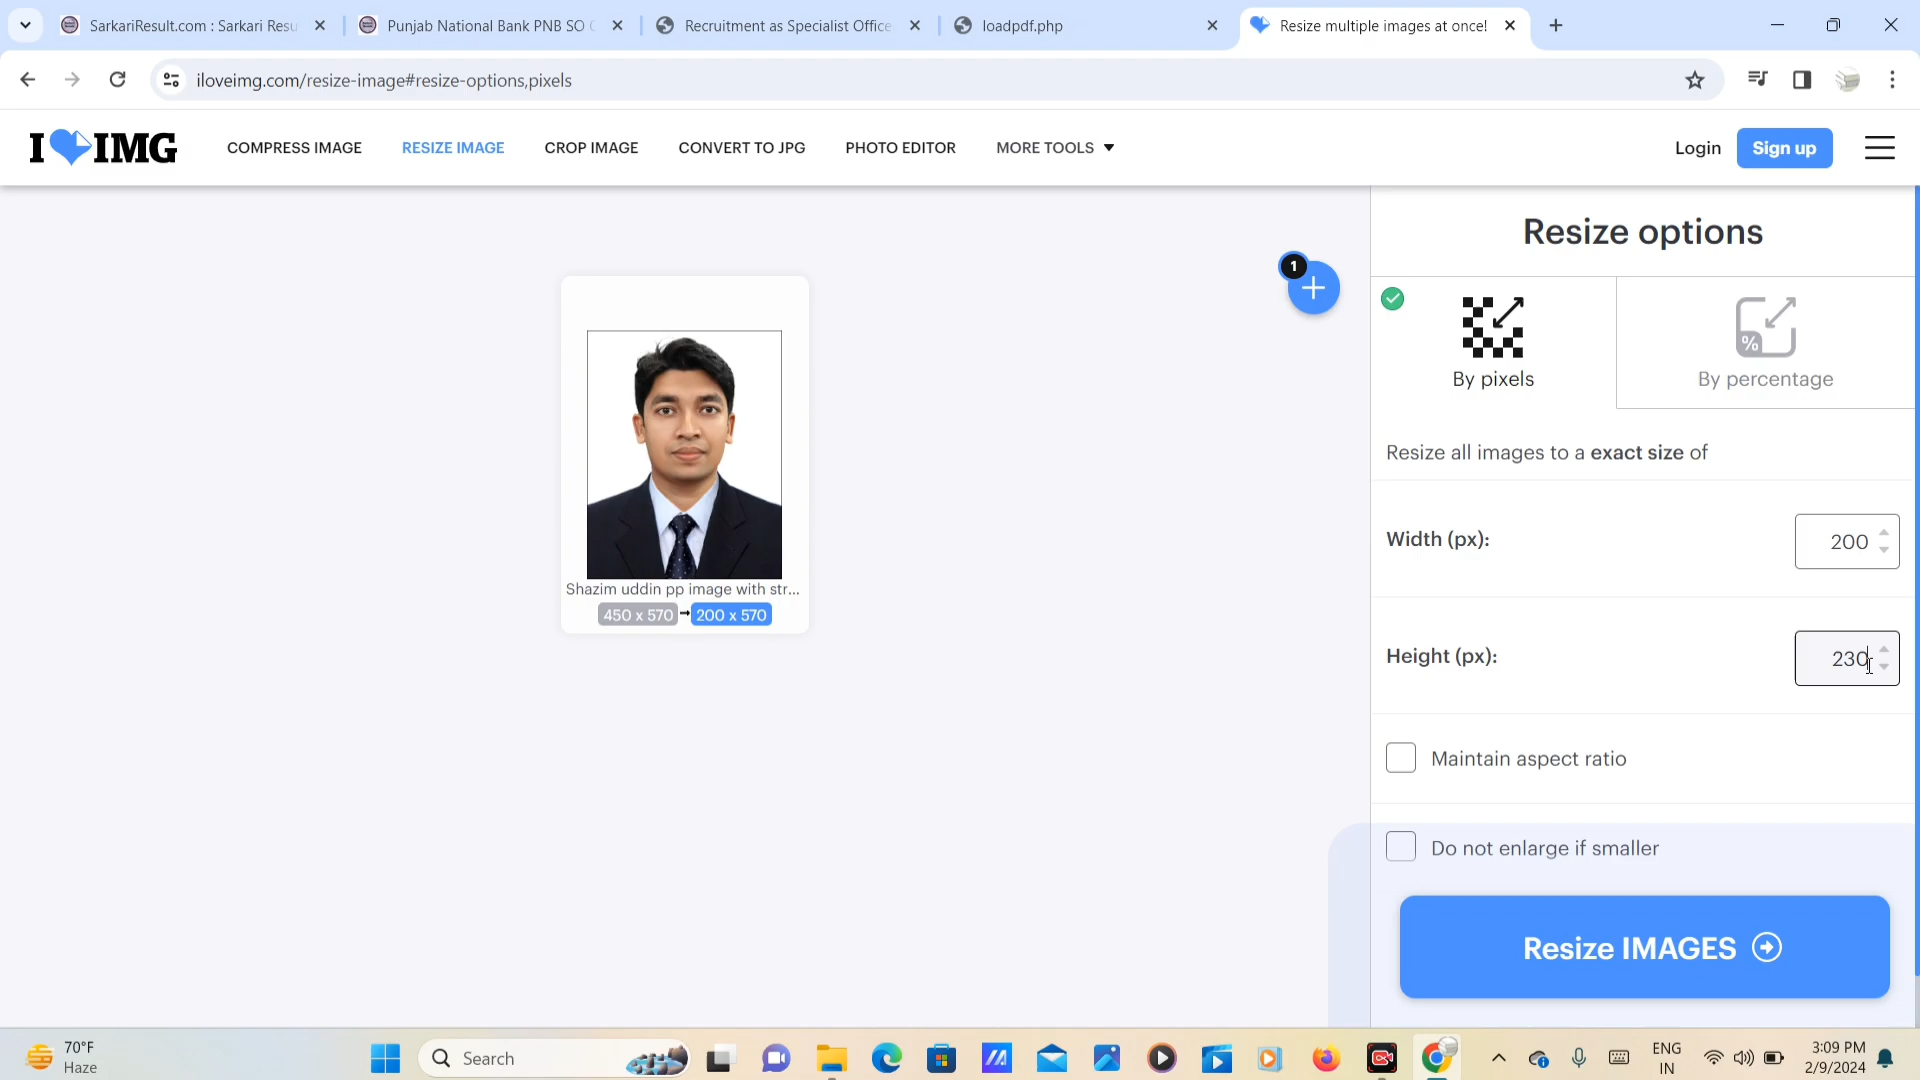 SarkariResult.com : Sarkari Resu
Punjab National Bank PNB SO C
Recruitment as Specialist Office
loadpdf.php
Resize multiple images at once!
iloveimg.com/resize-image#resize-options,pixels
I IMG
COMPRESS IMAGE
RESIZE IMAGE
CROP IMAGE
CONVERT TO JPG
PHOTO EDITOR
MORE TOOLS
Login
Sign up
1
Shazim uddin pp image with str...
450 x 570
200 x 570
Resize options
By pixels
%
By percentage
Resize all images to a exact size of
Width (px):
200
Height (px):
230
Maintain aspect ratio
Do not enlarge if smaller
Resize IMAGES
70°F
Haze
Search
ENG
IN
3:09 PM
2/9/2024